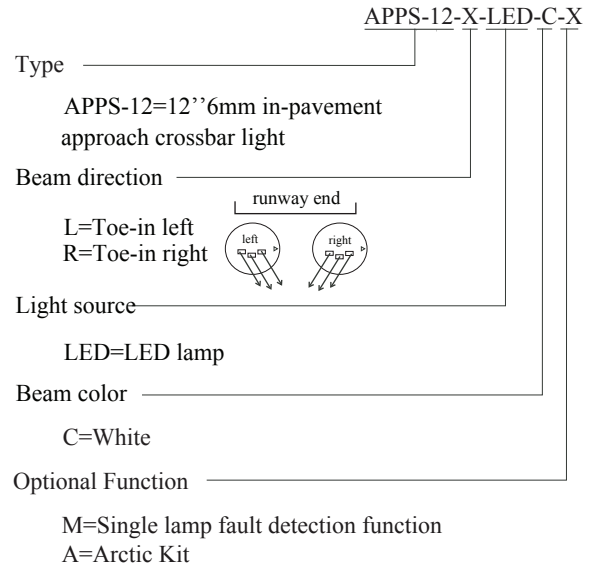 APPS-12-X-LED-C-X
Type
APPS-12=12’’6mm in-pavement
approach crossbar light
Beam direction
runway end
L=Toe-in left
R=Toe-in right
left
right
Light source
LED=LED lamp
Beam color
C=White
Optional Function
M=Single lamp fault detection function
A=Arctic Kit